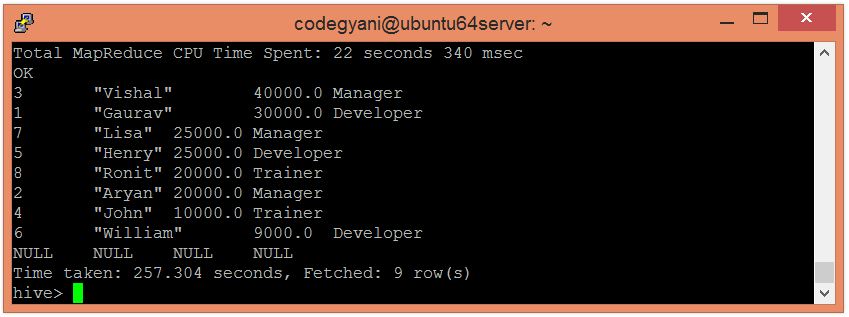 codegyani@ubuntu64server: ~
Total MapReduce CPU Time Spent: 22 seconds 340 msec
OK
3       "Vishal"        40000.0 Manager
1       "Gaurav"        30000.0 Developer
7       "Lisa"  25000.0 Manager
5       "Henry" 25000.0 Developer
8       "Ronit" 20000.0 Trainer
2       "Aryan" 20000.0 Manager
4       "John"  10000.0 Trainer
6       "William"       9000.0  Developer
NULL    NULL    NULL    NULL
Time taken: 257.304 seconds, Fetched: 9 row(s)
hive>